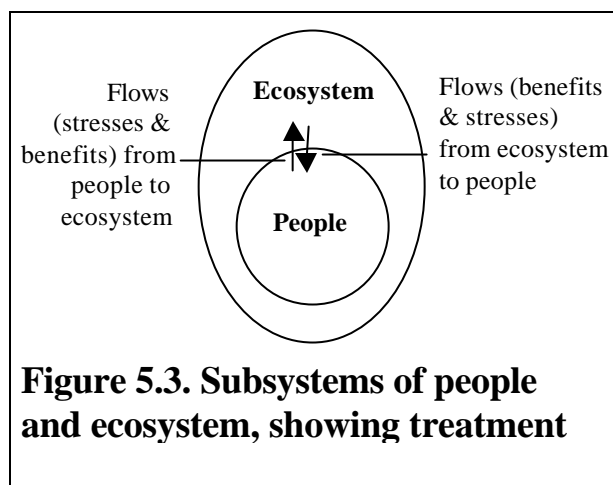 Flows
(stresses &
benefits) from
people to
ecosystem
Ecosystem
People
Flows (benefits
& stresses)
from ecosystem
to people
Figure 5.3. Subsystems of people
and ecosystem, showing treatment